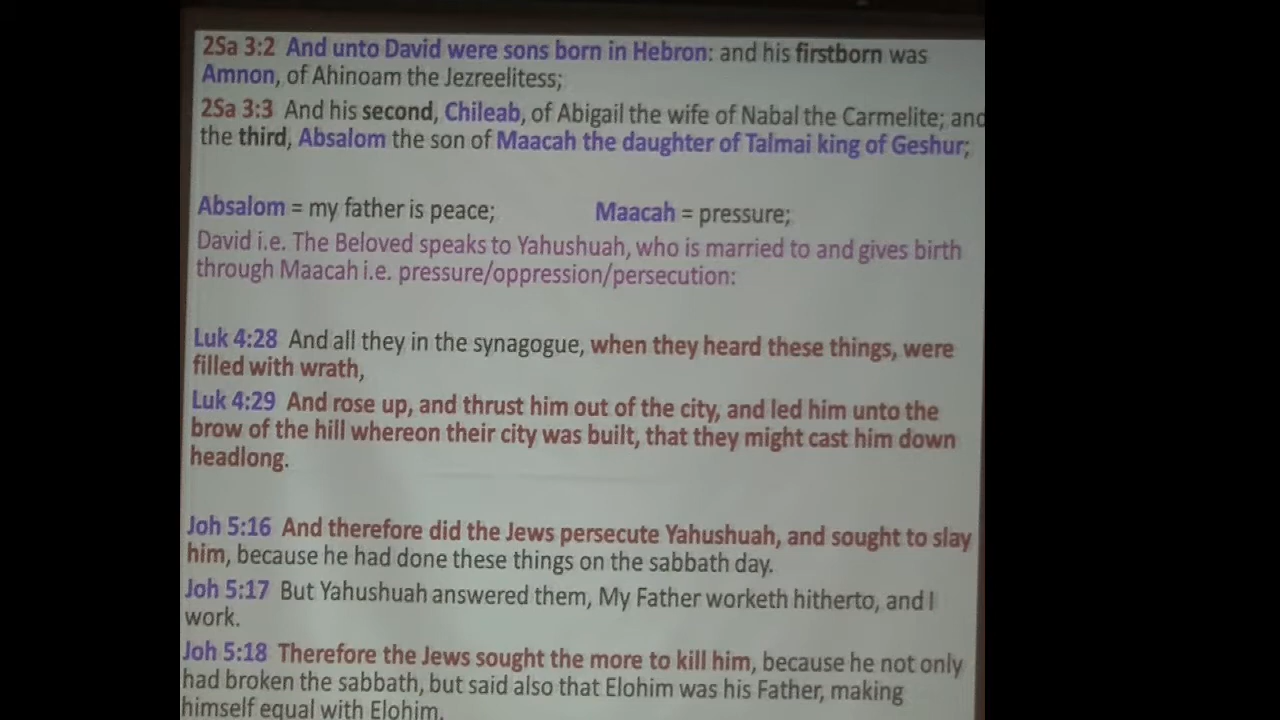 2Sa 3:2 And unto David were sons born in Hebron: and his firstborn was
Amnon, of Ahinoam the Jezreelitess;
2Sa 3:3 And his second, Chileab, of Abigail the wife of Nabal the Carmelite; and
the third, Absalom the son of Maacah the daughter of Talmai king of Geshur;
Absalom = my father is peace; Maacah = pressure;
David i.e. The Beloved speaks to Yahushuah, who is married to and gives birth
through Maacah i.e. pressure/oppression/persecution:
Luk 4:28 And all they in the synagogue, when they heard these things, were
filled with wrath,
Luk 4:29 And rose up, and thrust him out of the city, and led him unto the
brow of the hill whereon their city was built, that they might cast him down
headlong.
Joh 5:16 And therefore did the Jews persecute Yahushuah, and sought to slay
him, because he had done these things on the sabbath day.
Joh 5:17 But Yahushuah answered them, My Father worketh hitherto, and I
work.
Joh 5:18 Therefore the Jews sought the more to kill him, because he not only
had broken the sabbath, but said also that Elohim was his Father, making
himself equal with Elohim.